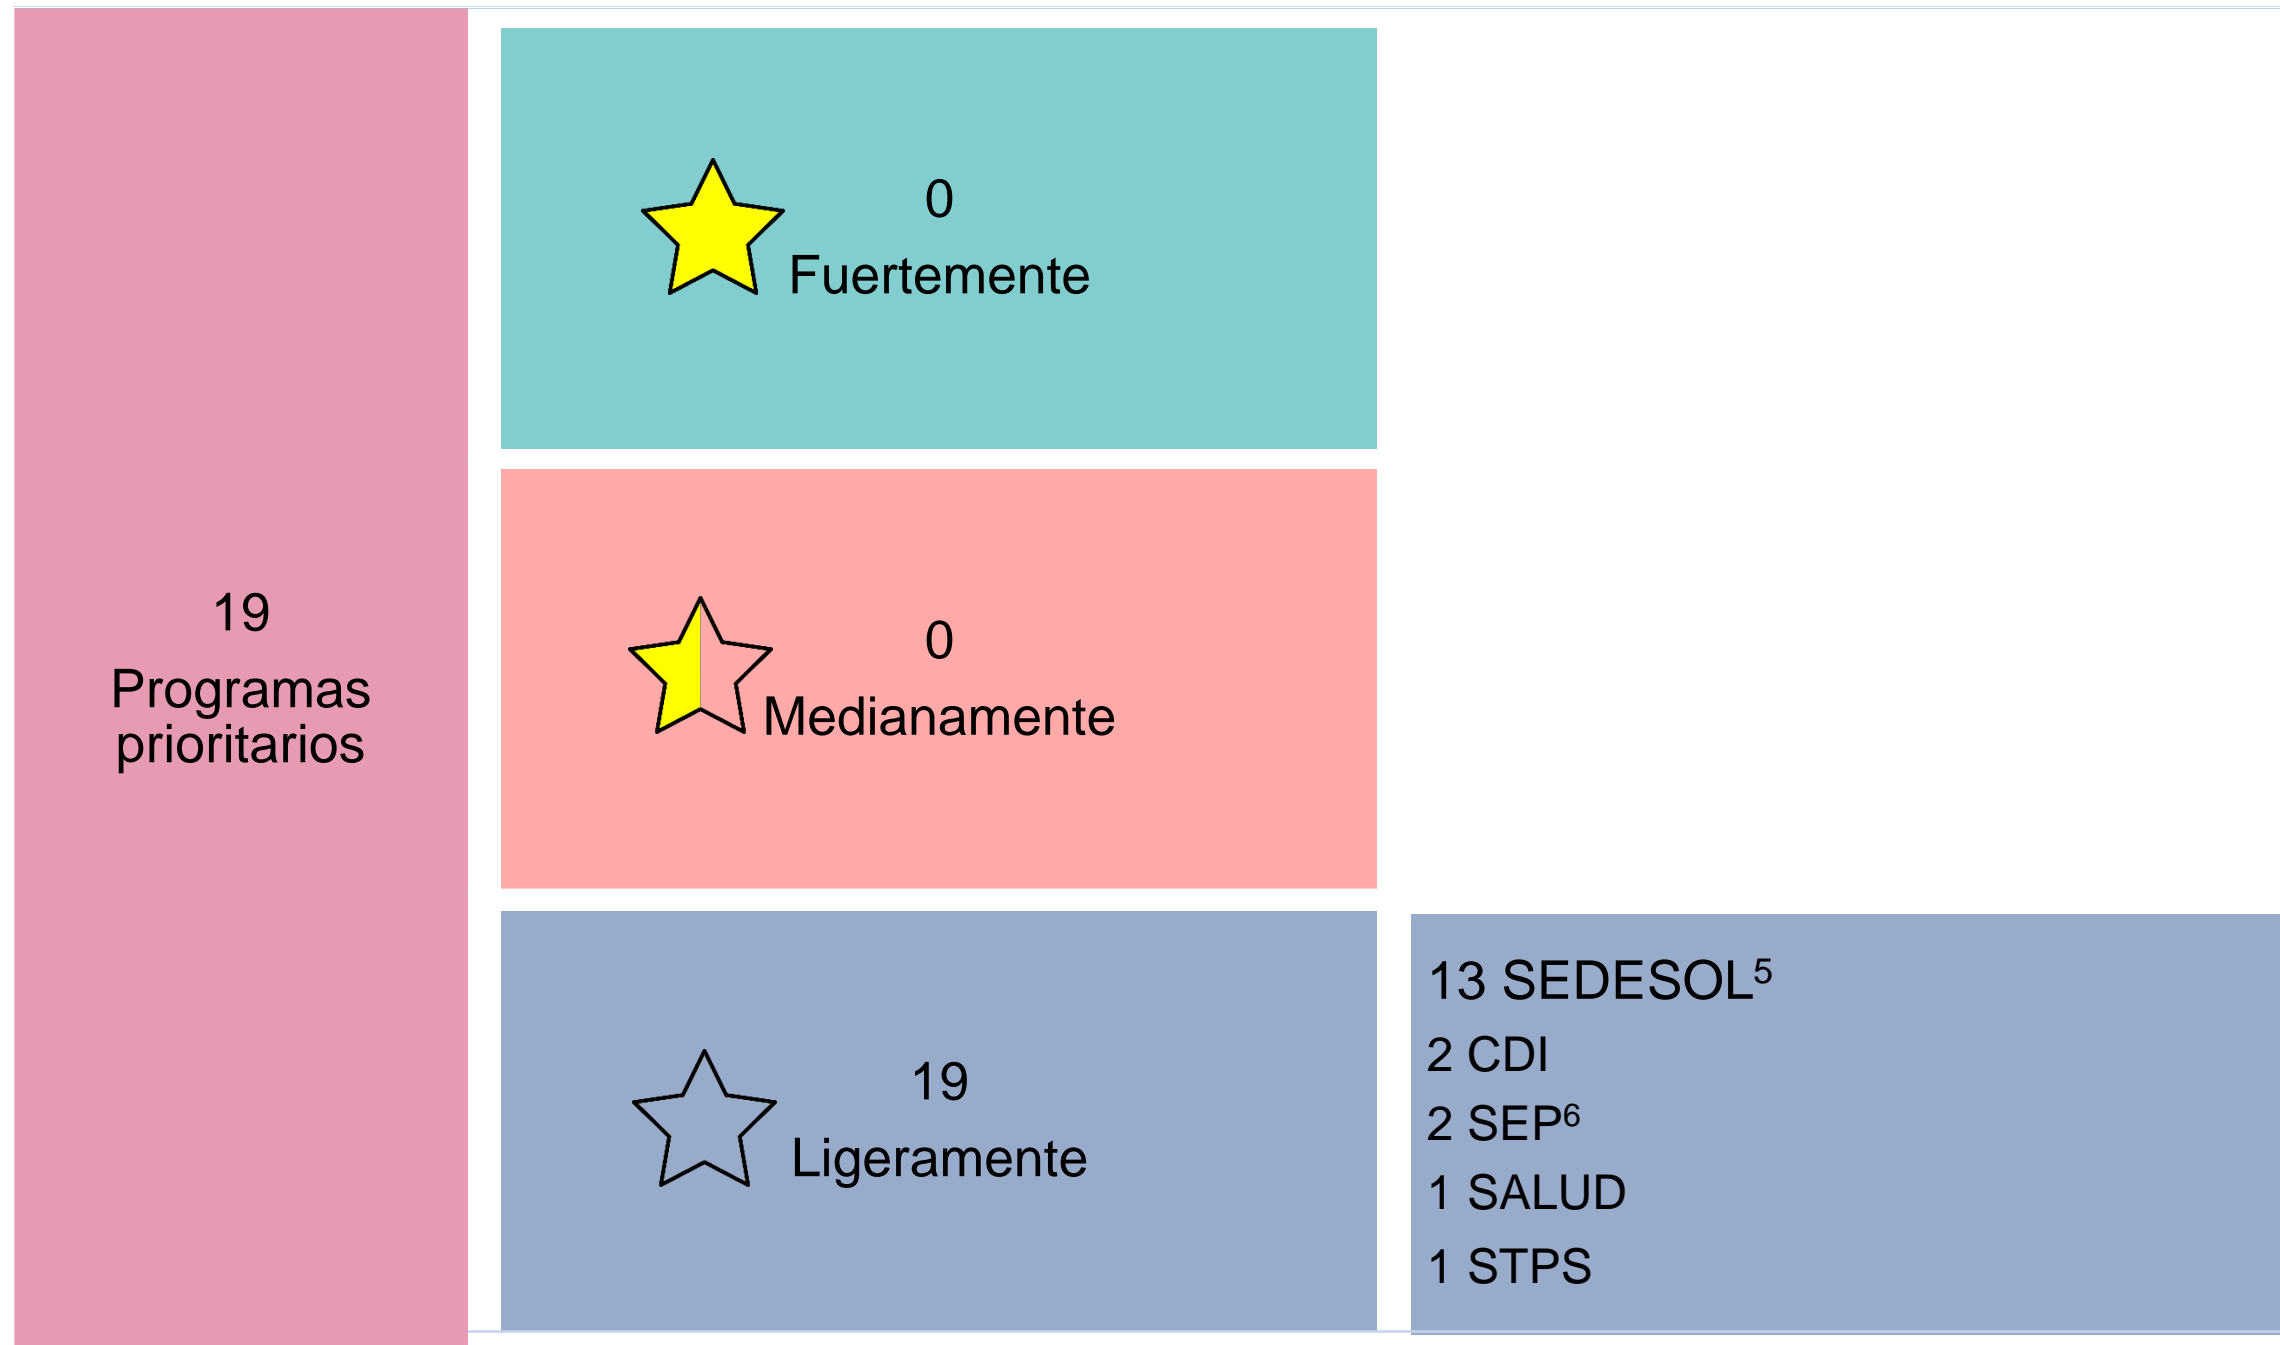 19
Programas
prioritarios
0
Fuertemente
0
Medianamente
19
Ligeramente
13 SEDESOL⁵
2 CDI
2 SEP⁶
1 SALUD
1 STPS